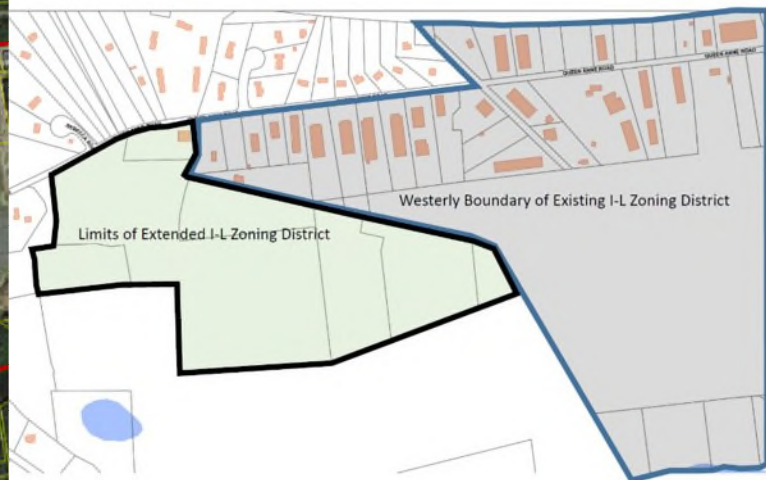 QUEEN ANNE ROAD
QUEEN ANNE ROAD
Westerly Boundary of Existing I-L Zoning District
Limits of Extended I-L Zoning District